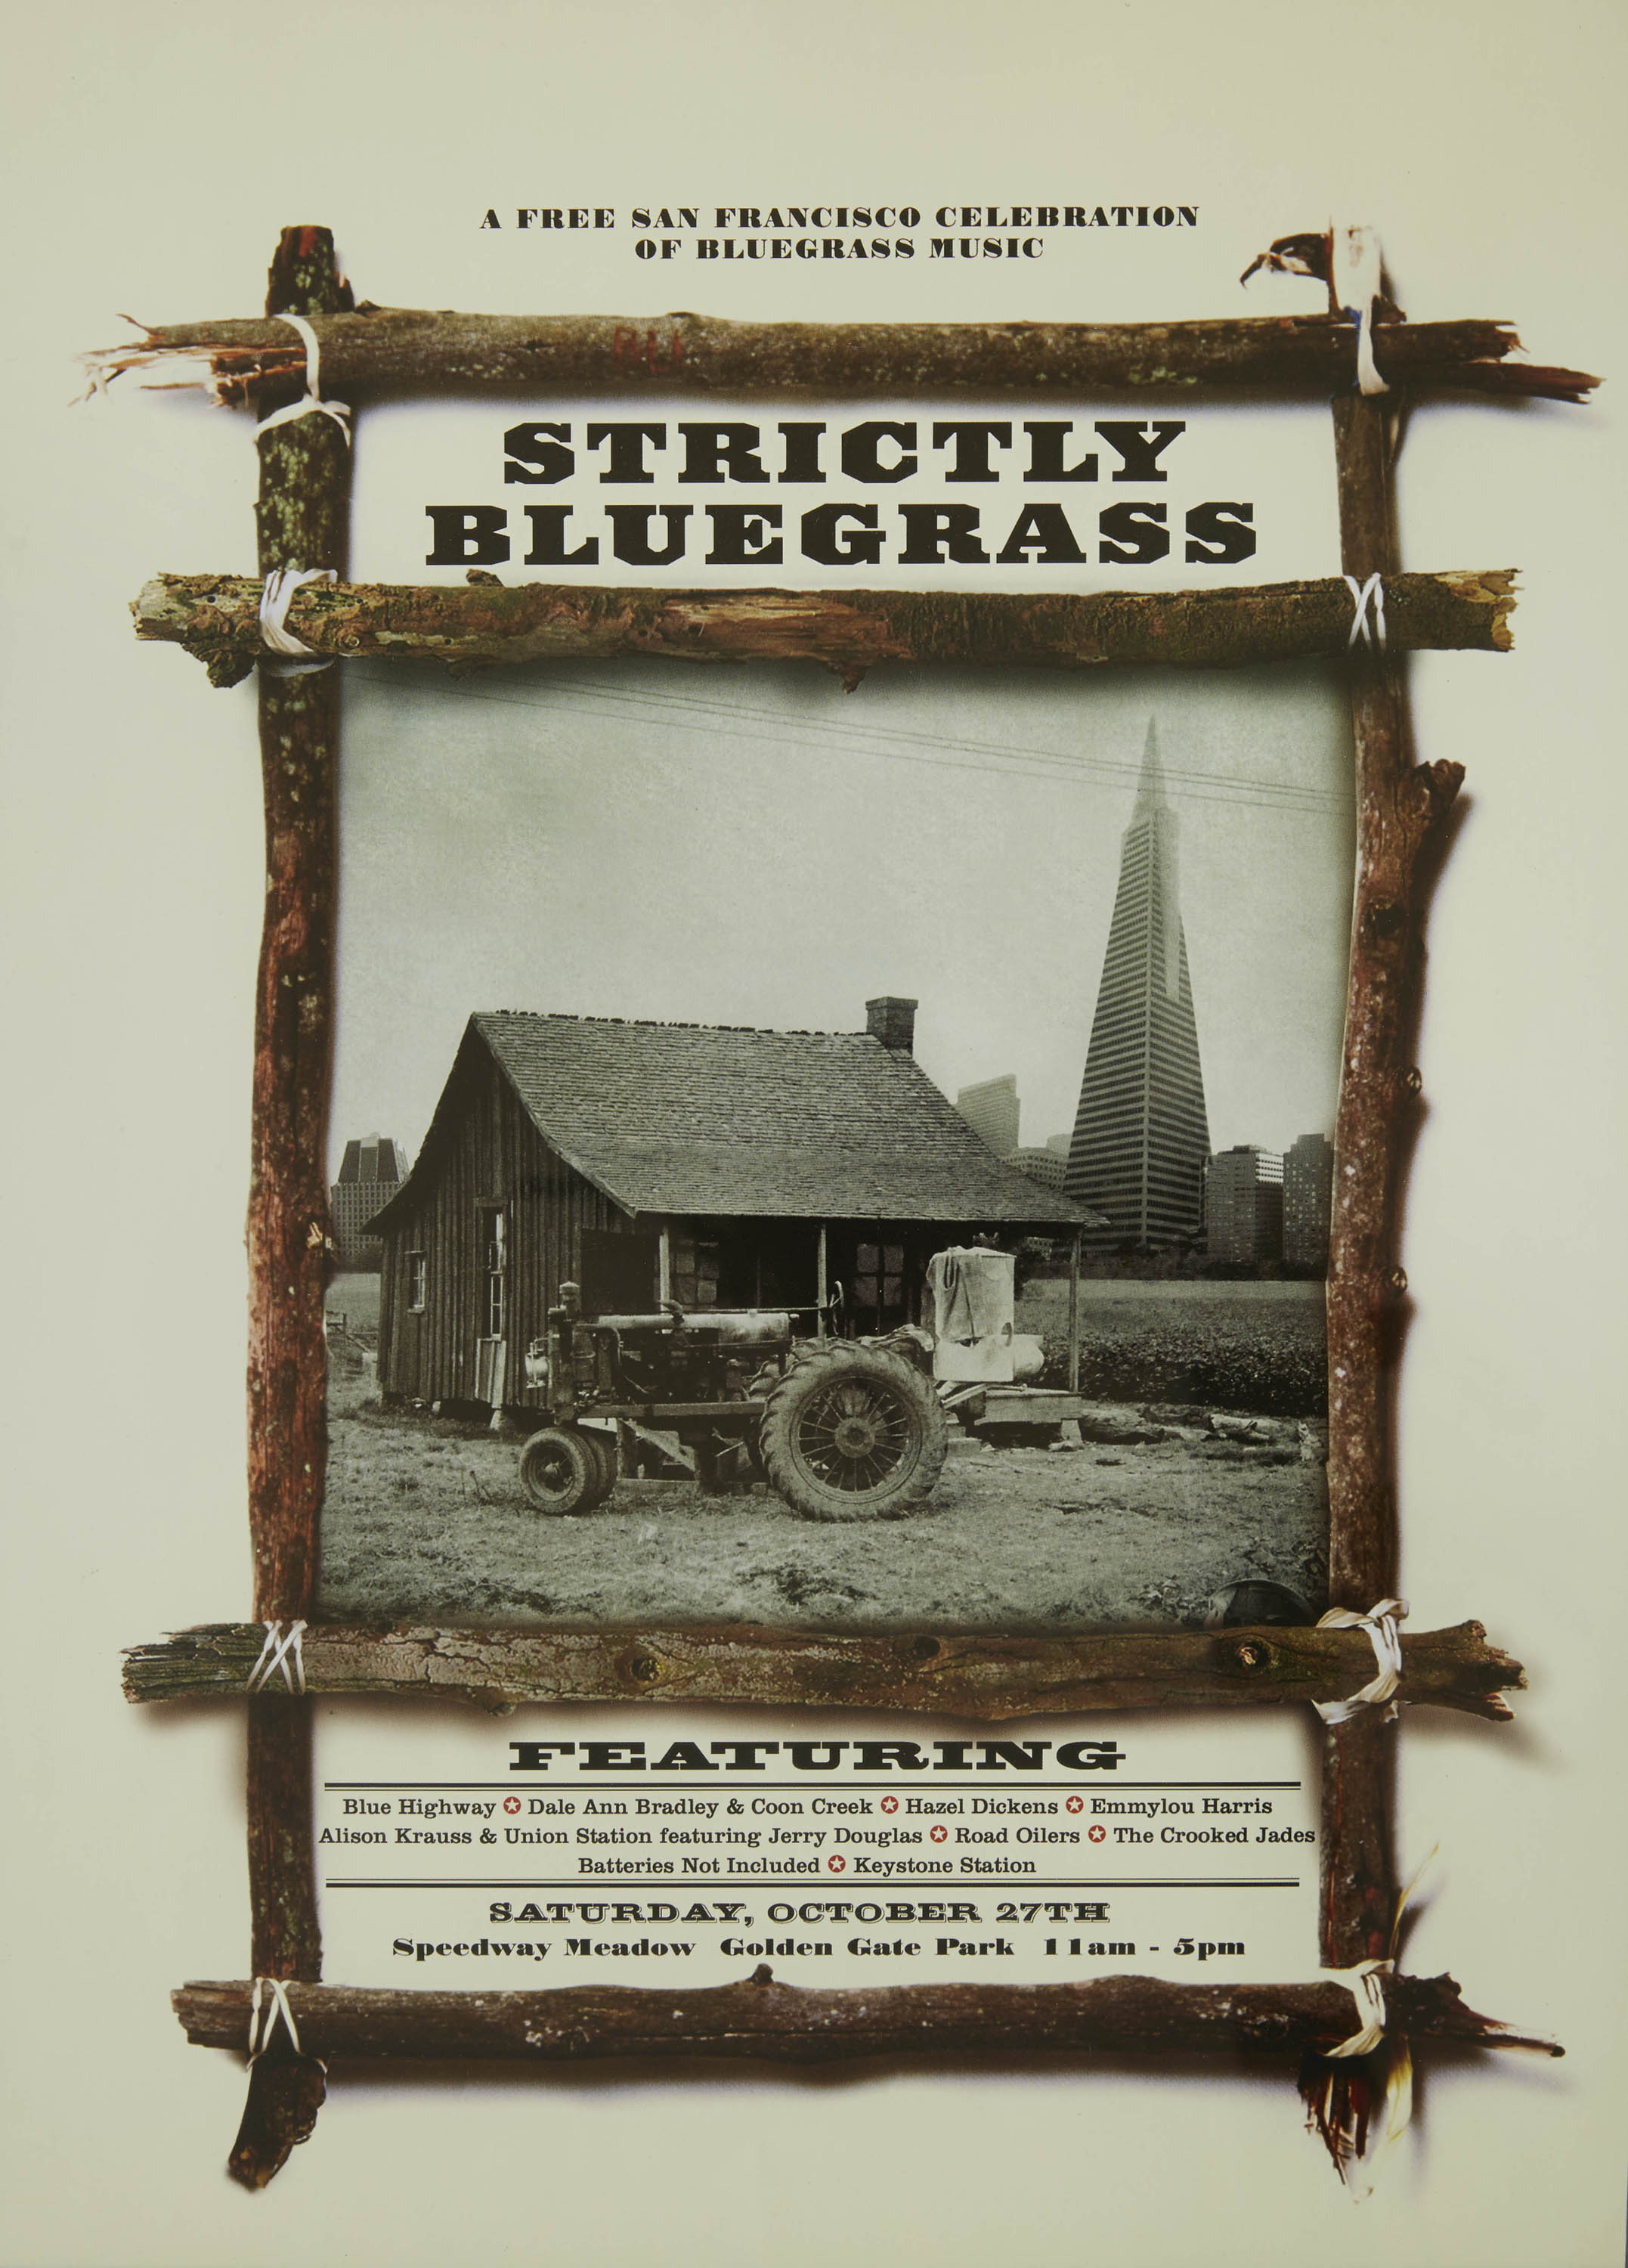 A FREE SAN FRANCISCO CELEBRATION
OF BLUEGRASS MUSIC
STRICTLY
BLUEGRASS
FEATURING
Blue Highway ✪ Dale Ann Bradley & Coon Creek ✪ Hazel Dickens ✪ Emmylou Harris
Alison Krauss & Union Station featuring Jerry Douglas ✪ Road Oilers ✪ The Crooked Jades
Batteries Not Included ✪ Keystone Station
SATURDAY, OCTOBER 27TH
Speedway Meadow Golden Gate Park 11am - 5pm